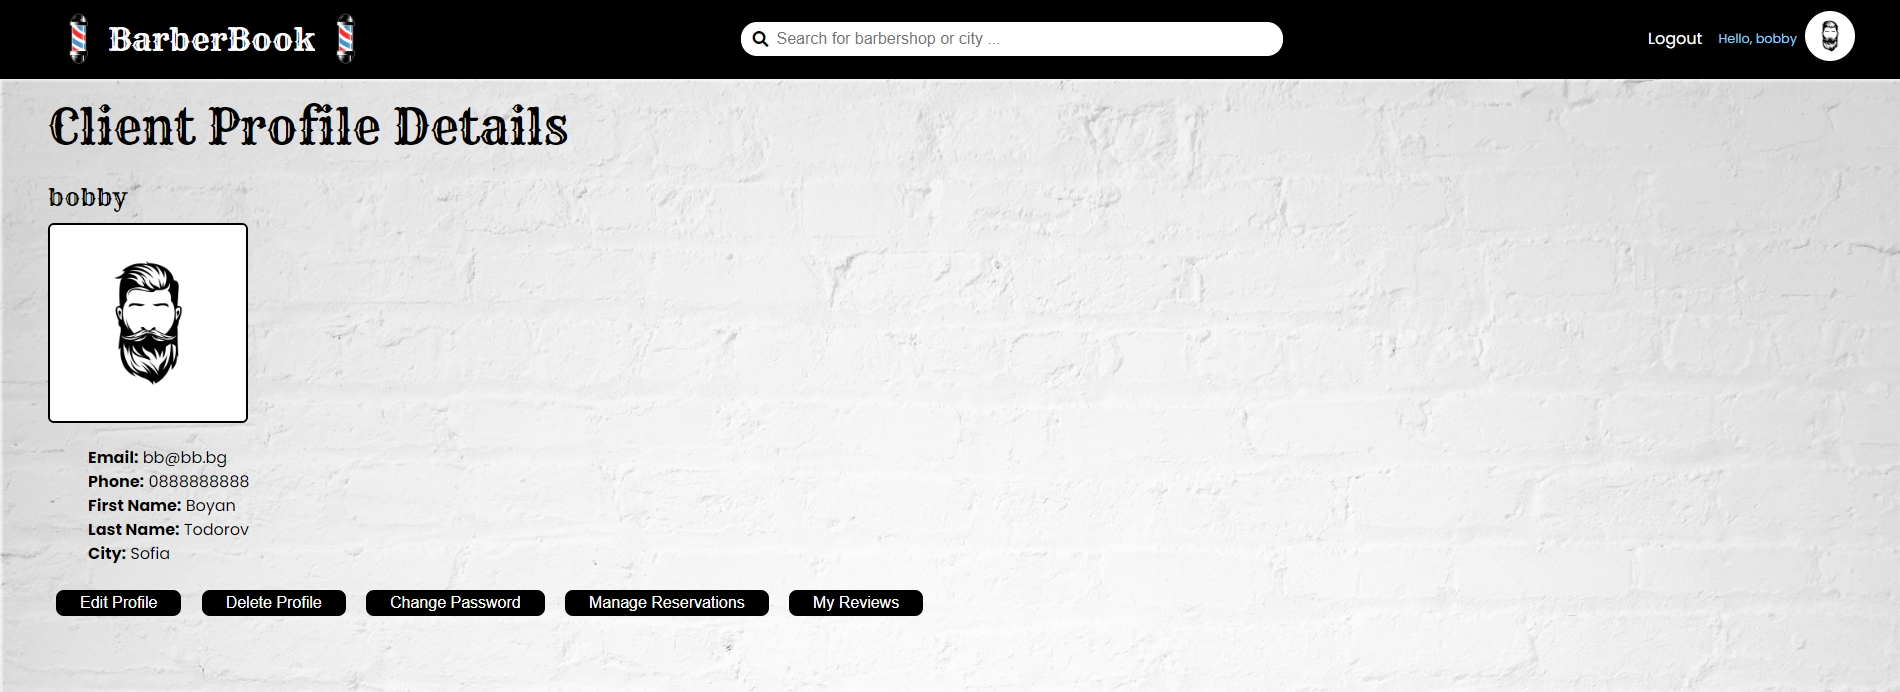 BarberBook
Search for barbershop or city ...
Logout
Hello, bobby
Client Profile Details
bobby
Email: bb@bb.bg
Phone: 0888888888
First Name: Boyan
Last Name: Todorov
City: Sofia
Edit Profile
Delete Profile
Change Password
Manage Reservations
My Reviews